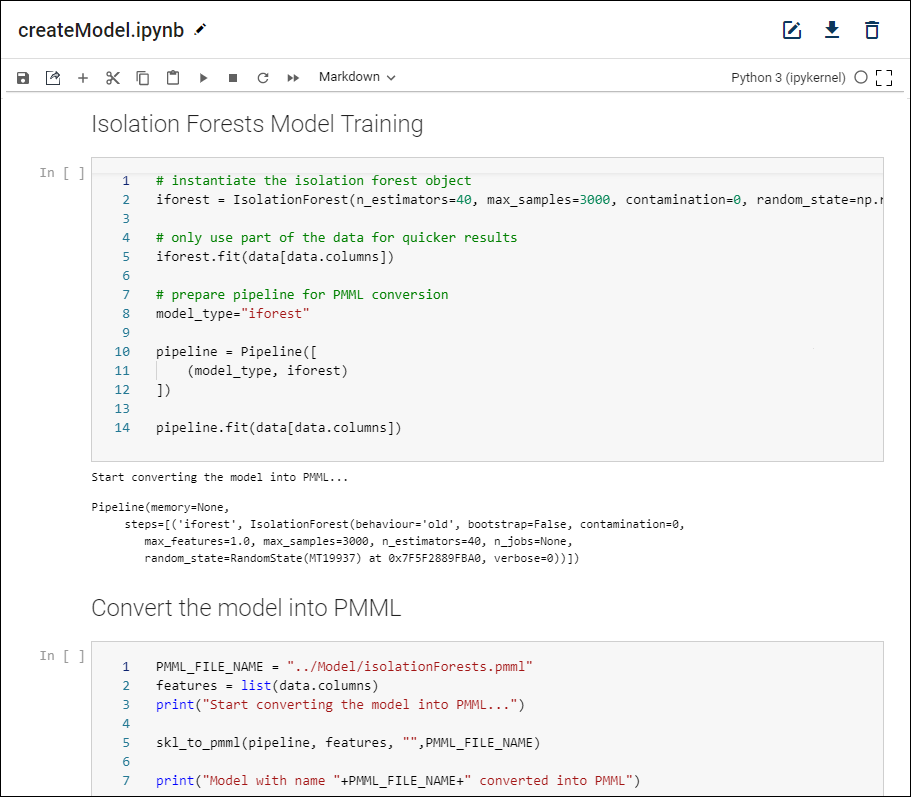 createModel.ipynb
Markdown
Python 3 (ipykernel)
Isolation Forests Model Training
In [ ]
1 # instantiate the isolation forest object
2 iforest = IsolationForest(n_estimators=40, max_samples=3000, contamination=0, random_state=np.r
3
4 # only use part of the data for quicker results
5 iforest.fit(data[data.columns])
6
7 # prepare pipeline for PMML conversion
8 model_type="iforest"
9
10 pipeline = Pipeline([
11     (model_type, iforest)
12 ])
13
14 pipeline.fit(data[data.columns])
Start converting the model into PMML...
Pipeline(memory=None,
     steps=[('iforest', IsolationForest(behaviour='old', bootstrap=False, contamination=0,
        max_features=1.0, max_samples=3000, n_estimators=40, n_jobs=None,
        random_state=RandomState(MT19937) at 0x7F5F2889FBA0, verbose=0))])
Convert the model into PMML
In [ ]
1 PMML_FILE_NAME = "../Model/isolationForests.pmml"
2 features = list(data.columns)
3 print("Start converting the model into PMML...")
4
5 skl_to_pmml(pipeline, features, "",PMML_FILE_NAME)
6
7 print("Model with name "+PMML_FILE_NAME+" converted into PMML")